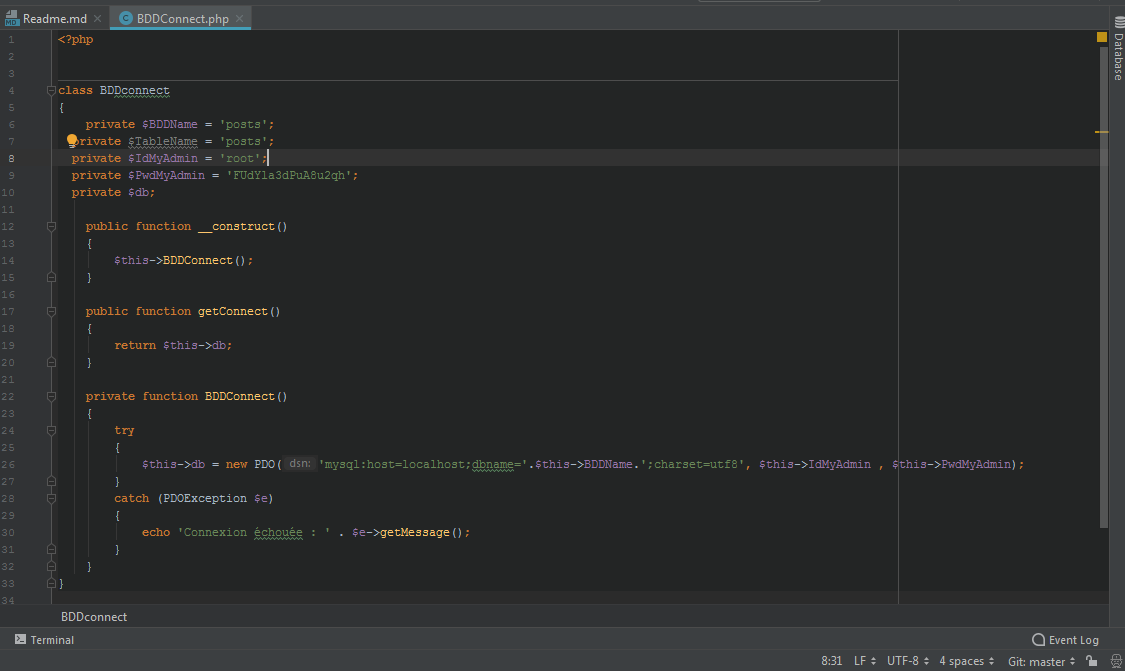 Readme.md
BDDConnect.php
Database
1 <?php
2
3
4 class BDDconnect
5 {
6 private $BDDName = 'posts';
7 private $TableName = 'posts';
8 private $IdMyAdmin = 'root';
9 private $PwdMyAdmin = 'FUdYla3dPuA8u2qh';
10 private $db;
11
12 public function __construct()
13 {
14 $this->BDDConnect();
15 }
16
17 public function getConnect()
18 {
19 return $this->db;
20 }
21
22 private function BDDConnect()
23 {
24 try
25 {
26 $this->db = new PDO( dsn: 'mysql:host=localhost;dbname='.$this->BDDName.';charset=utf8', $this->IdMyAdmin , $this->PwdMyAdmin);
27 }
28 catch (PDOException $e)
29 {
30 echo 'Connexion échouée : ' . $e->getMessage();
31 }
32 }
33 }
34
BDDconnect
Terminal
Event Log
8:31 LF UTF-8 4 spaces Git: master